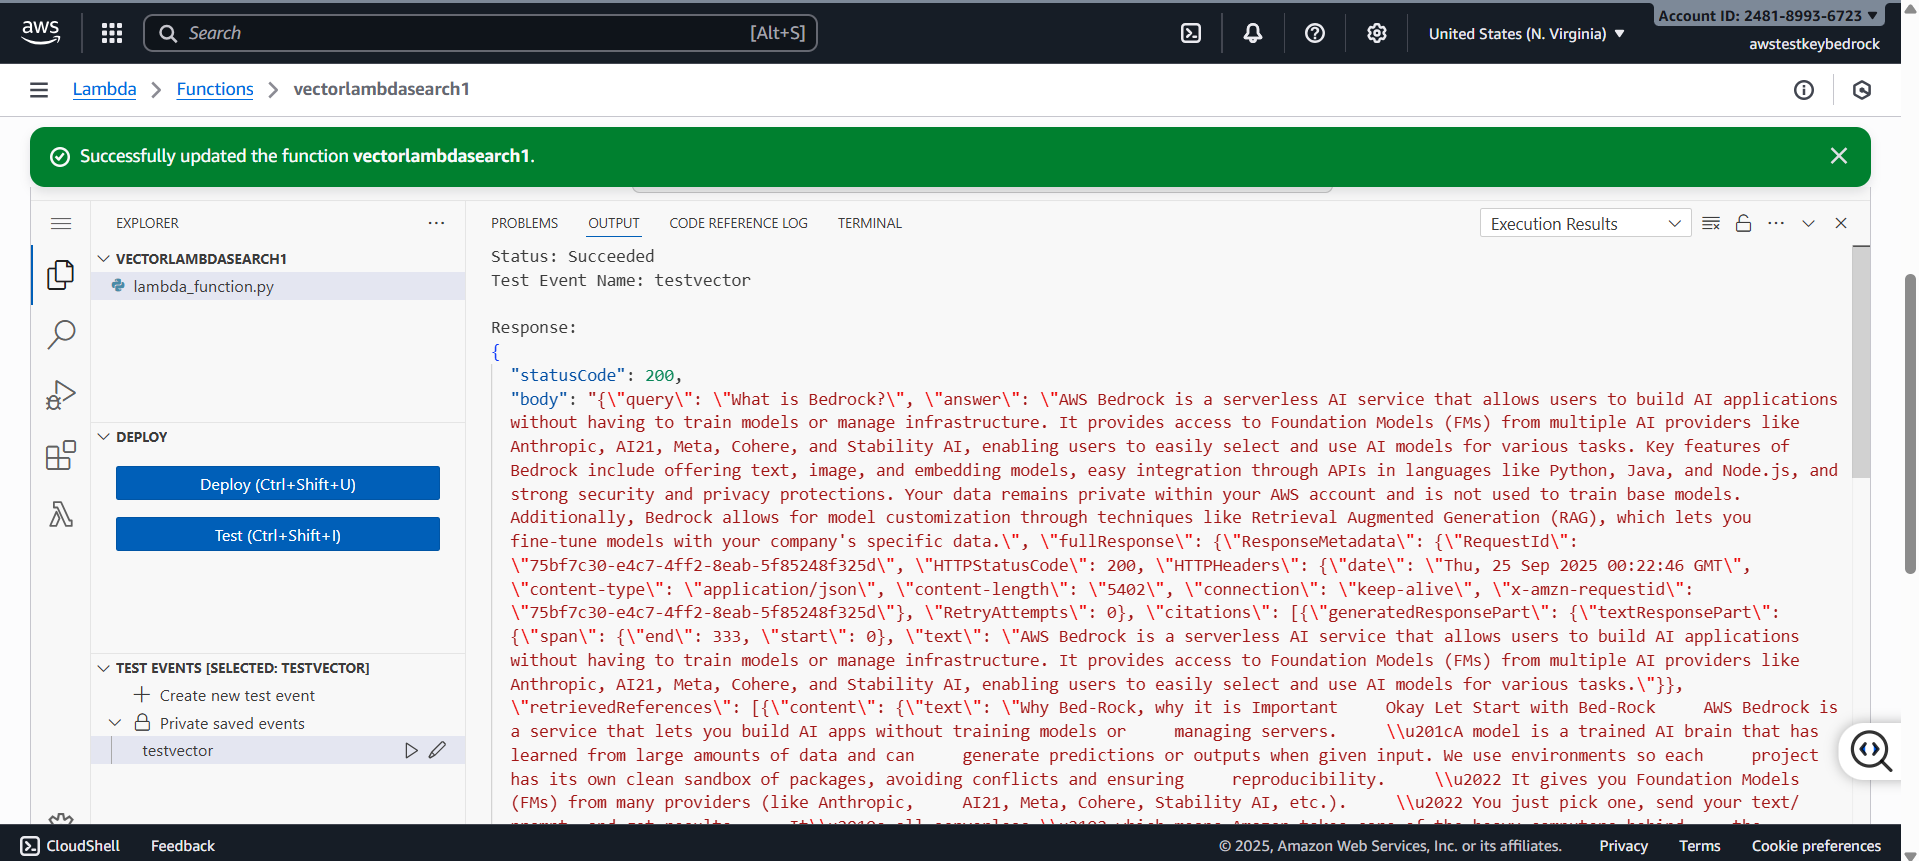 aws
Search
[Alt+S]
United States (N. Virginia) ▼
Account ID: 2481-8993-6723 ▼
awstestkeybedrock
Lambda > Functions > vectorlambdasearch1
Successfully updated the function vectorlambdasearch1.
EXPLORER
VECTORLAMBDASEARCH1
lambda_function.py
DEPLOY
Deploy (Ctrl+Shift+U)
Test (Ctrl+Shift+I)
TEST EVENTS [SELECTED: TESTVECTOR]
Create new test event
Private saved events
testvector
PROBLEMS OUTPUT CODE REFERENCE LOG TERMINAL
Execution Results
Status: Succeeded
Test Event Name: testvector
Response:
{
"statusCode": 200,
"body": "{\"query\": \"What is Bedrock?\", \"answer\": \"AWS Bedrock is a serverless AI service that allows users to build AI applications
without having to train models or manage infrastructure. It provides access to Foundation Models (FMs) from multiple AI providers like
Anthropic, AI21, Meta, Cohere, and Stability AI, enabling users to easily select and use AI models for various tasks. Key features of
Bedrock include offering text, image, and embedding models, easy integration through APIs in languages like Python, Java, and Node.js, and
strong security and privacy protections. Your data remains private within your AWS account and is not used to train base models.
Additionally, Bedrock allows for model customization through techniques like Retrieval Augmented Generation (RAG), which lets you
fine-tune models with your company's specific data.\", \"fullResponse\": {\"ResponseMetadata\": {\"RequestId\":
\"75bf7c30-e4c7-4ff2-8eab-5f85248f325d\", \"HTTPStatusCode\": 200, \"HTTPHeaders\": {\"date\": \"Thu, 25 Sep 2025 00:22:46 GMT\",
\"content-type\": \"application/json\", \"content-length\": \"5402\", \"connection\": \"keep-alive\", \"x-amzn-requestid\":
\"75bf7c30-e4c7-4ff2-8eab-5f85248f325d\"}, \"RetryAttempts\": 0}, \"citations\": [{\"generatedResponsePart\": {\"textResponsePart\":
{\"span\": {\"end\": 333, \"start\": 0}, \"text\": \"AWS Bedrock is a serverless AI service that allows users to build AI applications
without having to train models or manage infrastructure. It provides access to Foundation Models (FMs) from multiple AI providers like
Anthropic, AI21, Meta, Cohere, and Stability AI, enabling users to easily select and use AI models for various tasks.\"}},
\"retrievedReferences\": [{\"content\": {\"text\": \"Why Bed-Rock, why it is Important     Okay Let Start with Bed-Rock     AWS Bedrock is
a service that lets you build AI apps without training models or     managing servers.     \\u201cA model is a trained AI brain that has
learned from large amounts of data and can     generate predictions or outputs when given input. We use environments so each     project
has its own clean sandbox of packages, avoiding conflicts and ensuring     reproducibility.     \\u2022 It gives you Foundation Models
(FMs) from many providers (like Anthropic,     AI21, Meta, Cohere, Stability AI, etc.).     \\u2022 You just pick one, send your text/
CloudShell
Feedback
© 2025, Amazon Web Services, Inc. or its affiliates.
Privacy
Terms
Cookie preferences